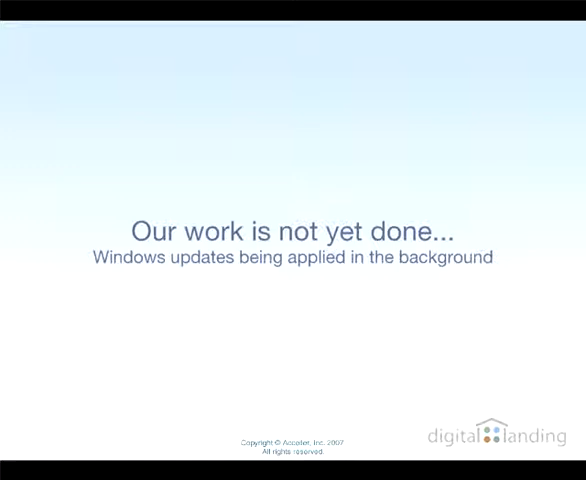 Our work is not yet done...
Windows updates being applied in the background
digital landing
Copyright © Acceller, Inc. 2007
All rights reserved.